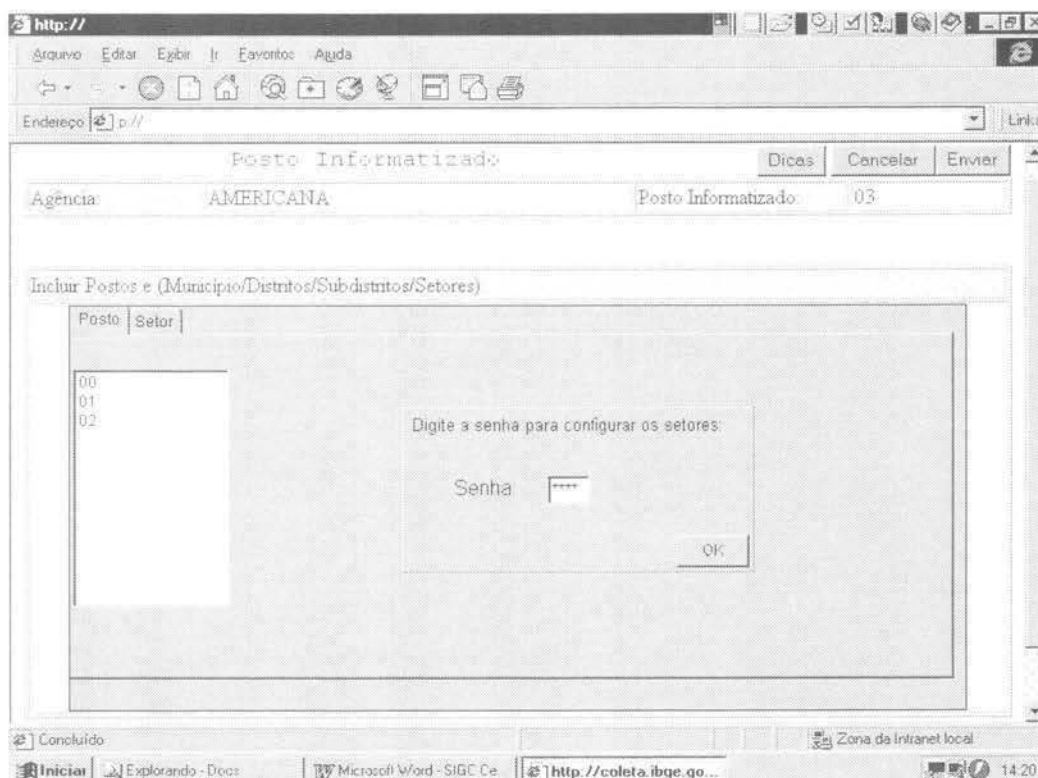 http://
Arquivo Editar Exibir Ir Favoritos Ajuda
Endereço p:// Links
Posto Informatizado Dicas Cancelar Enviar
Agência: AMERICANA Posto Informatizado: 03
Incluir Postos e (Município/Distritos/Subdistritos/Setores)
Posto Setor
00
01
02
Digite a senha para configurar os setores:
Senha ****
OK
Concluído Zona da Intranet local
Iniciar Explorando - Docs Microsoft Word - SIGC Ce... http://coleta.ibge.go... 14:20